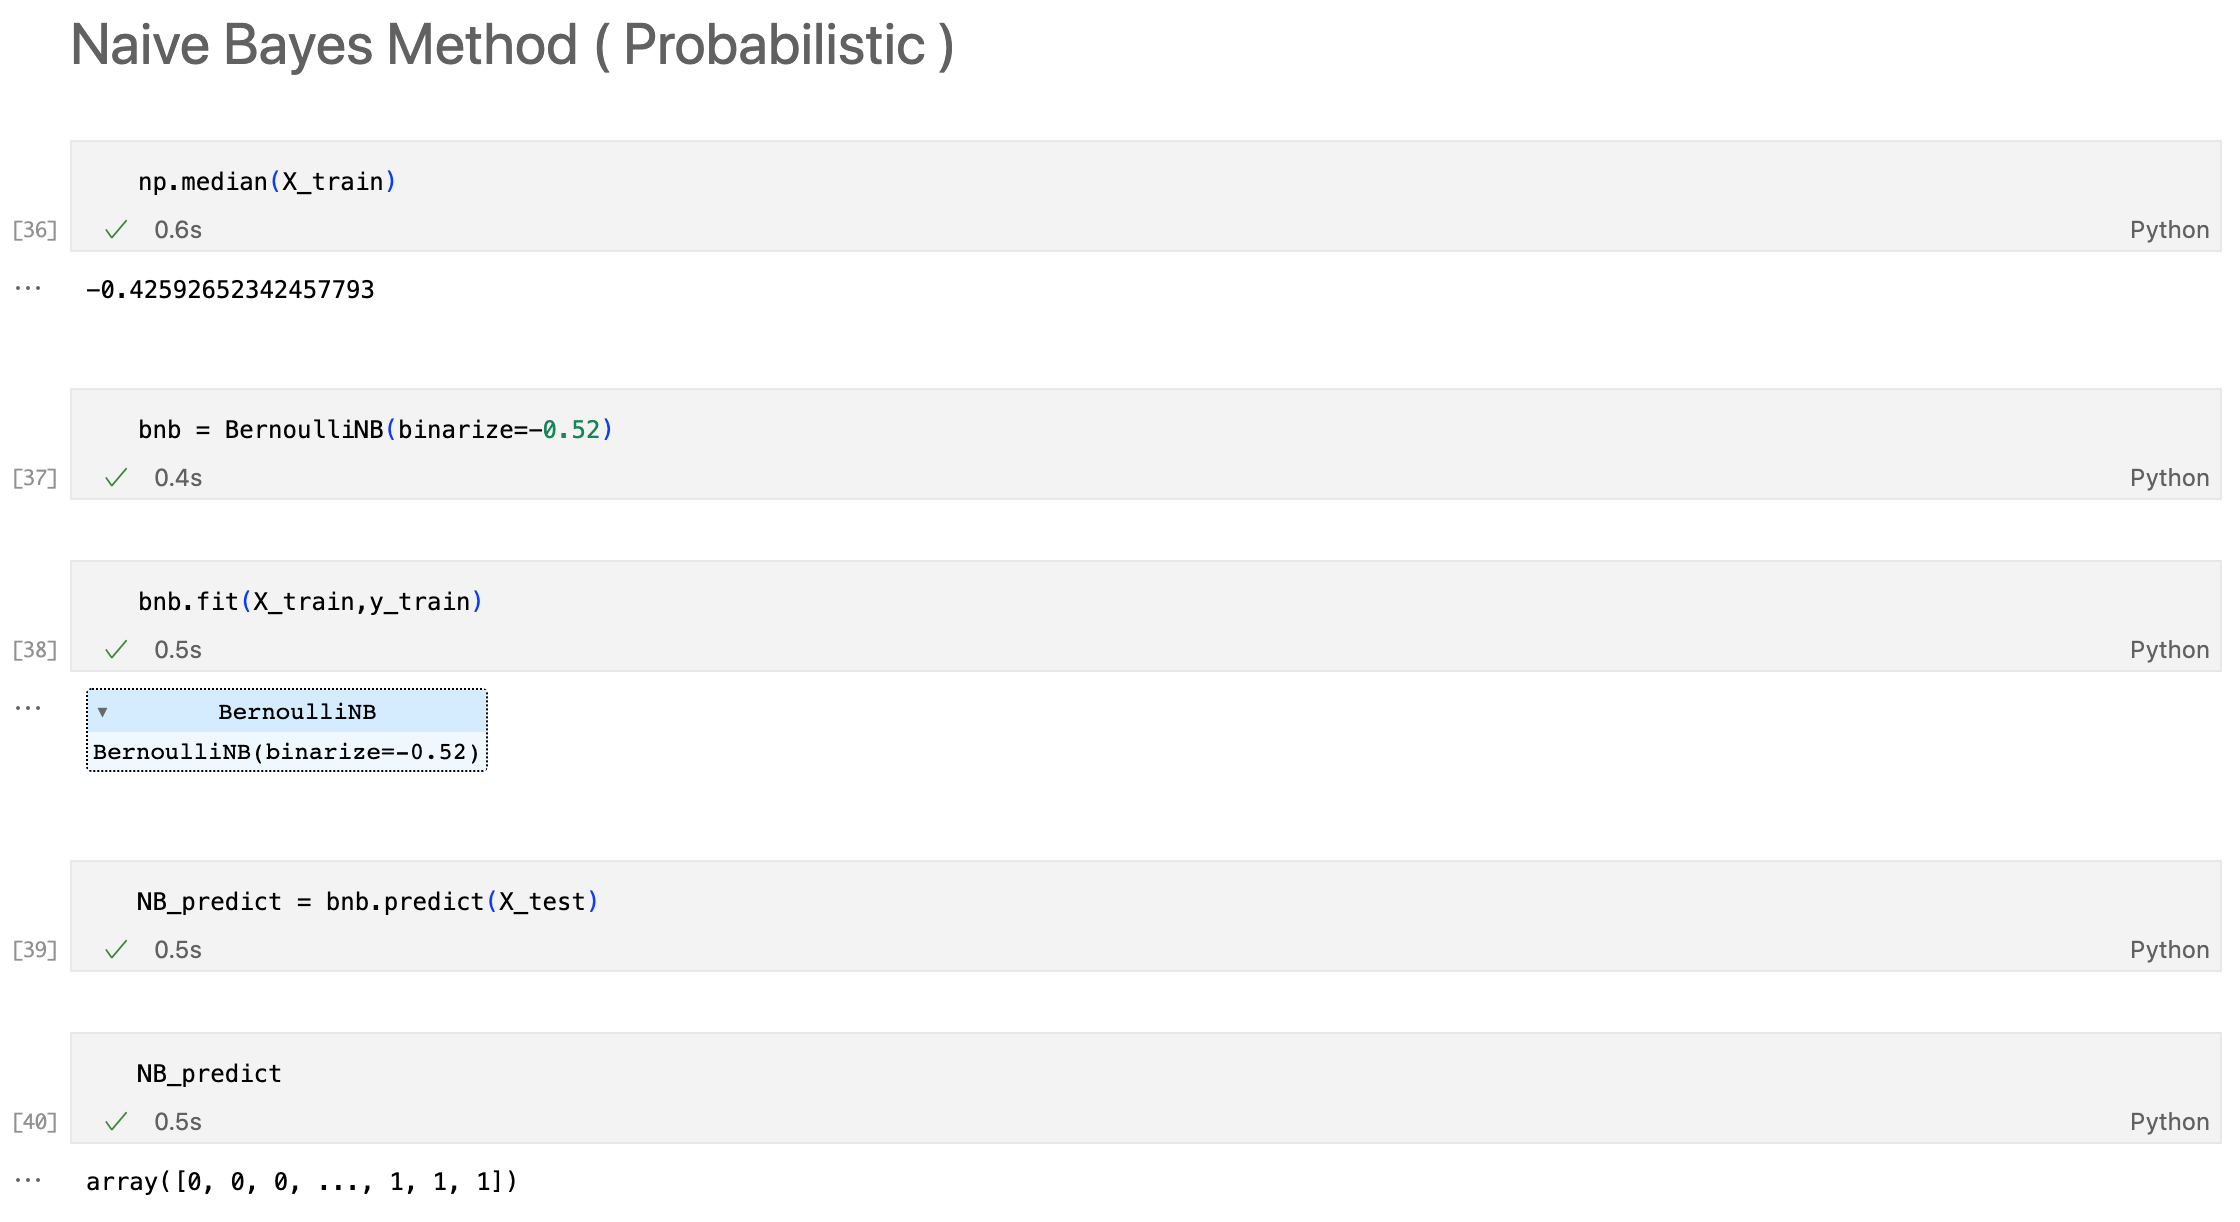 Naive Bayes Method ( Probabilistic )
np.median(X_train)
[36]
0.6s
Python
...
-0.42592652342457793
bnb = BernoulliNB(binarize=-0.52)
[37]
0.4s
Python
bnb.fit(X_train,y_train)
[38]
0.5s
Python
...
▼ BernoulliNB
BernoulliNB(binarize=-0.52)
NB_predict = bnb.predict(X_test)
[39]
0.5s
Python
NB_predict
[40]
0.5s
Python
...
array([0, 0, 0, ..., 1, 1, 1])